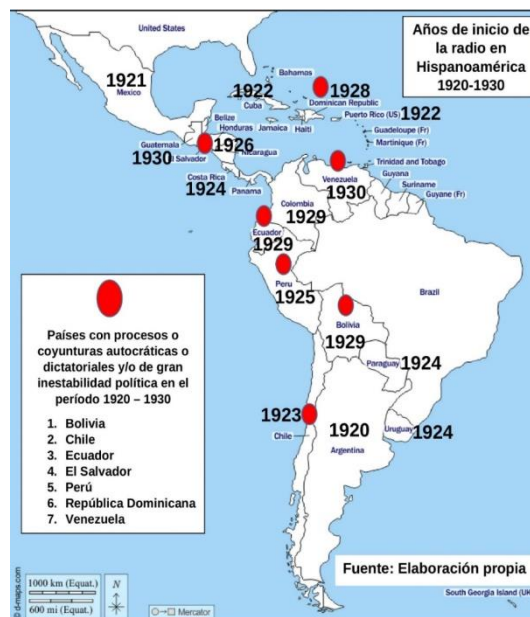 United States
Años de inicio de
la radio en
Hispanoamérica
1920-1930
Bahamas
1921
Mexico
1922
Cuba
1928
Dominican Republic
Puerto Rico (US)
1922
Belize
Honduras
Jamaica
Haiti
Guadeloupe (Fr)
Martinique (Fr)
Guatemala
1926
1930
El Salvador
Nicaragua
Trinidad and Tobago
Costa Rica
1924
Panama
Venezuela
1930
Guyana
Suriname
Guyane (Fr)
Colombia
1929
Ecuador
1929
Peru
1925
Brazil
Bolivia
1929
Paraguay
1924
1923
Chile
1920
Argentina
Uruguay
1924
Países con procesos o
coyunturas autocráticas o
dictatoriales y/o de gran
inestabilidad política en el
período 1920 – 1930
1. Bolivia
2. Chile
3. Ecuador
4. El Salvador
5. Perú
6. República Dominicana
7. Venezuela
Fuente: Elaboración propia
South Georgia Island (UK
1000 km (Equat.)
600 mi (Equat.)
N
Mercator
© d-maps.com